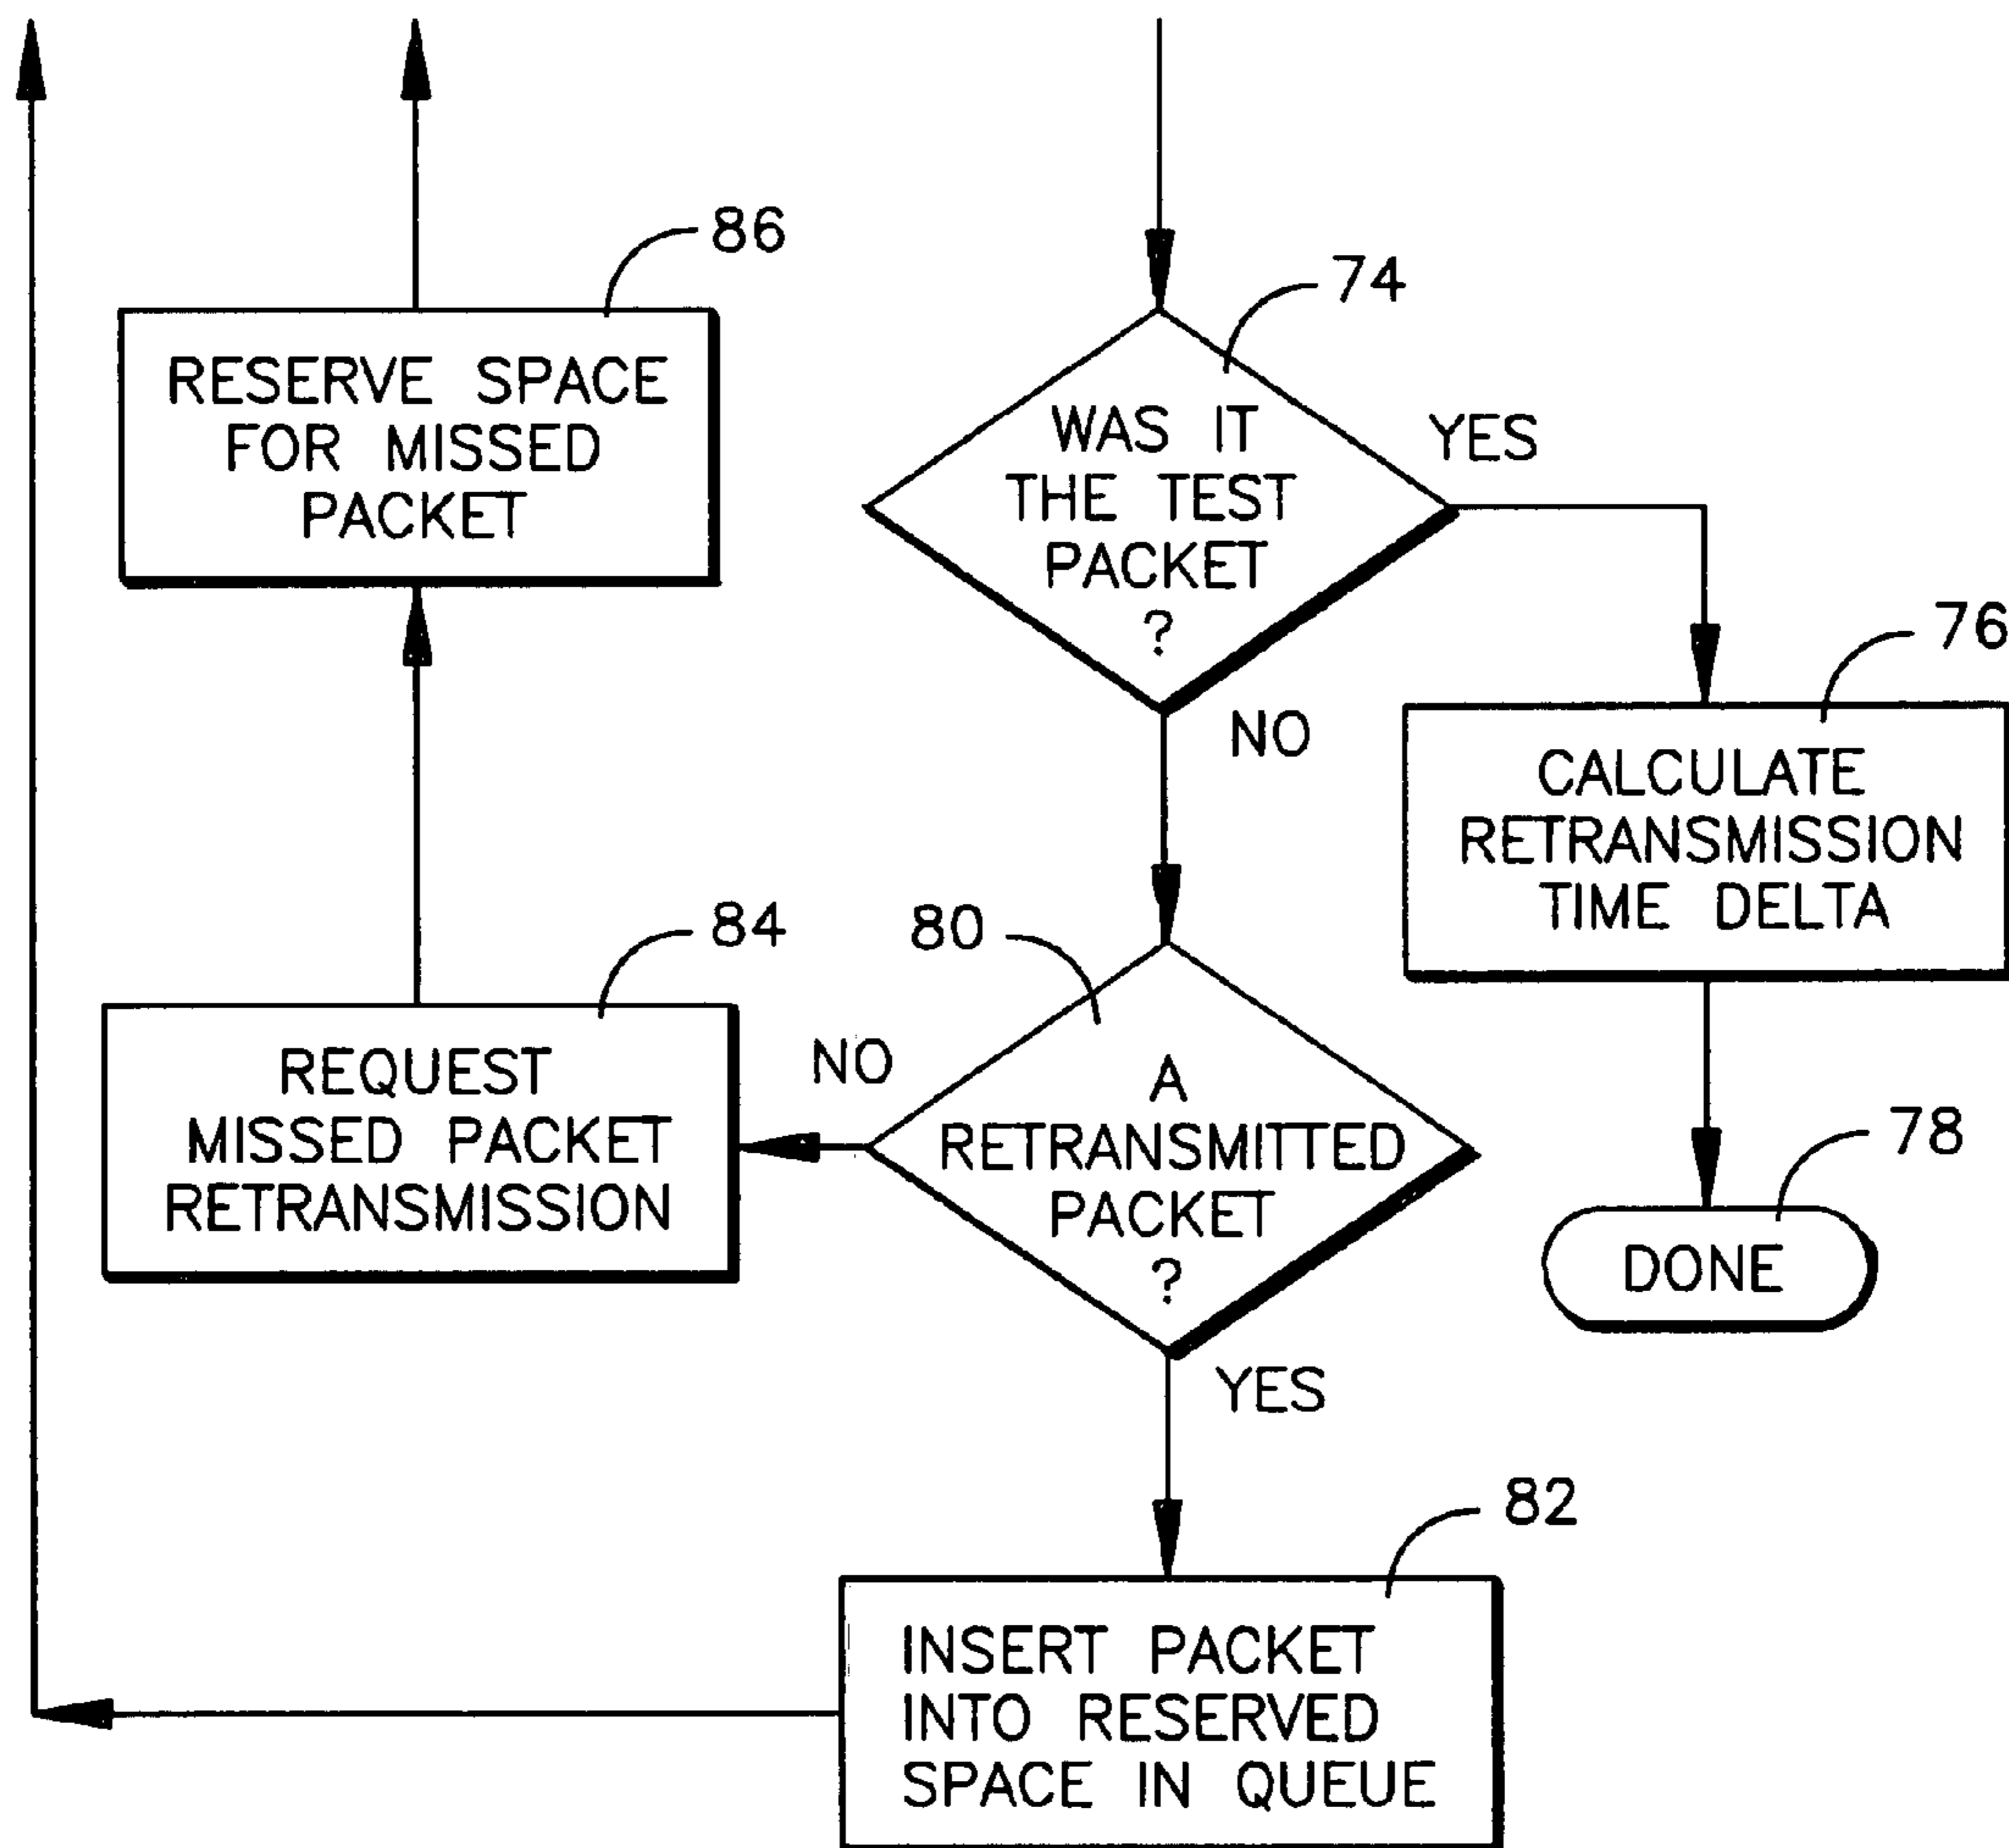 86
RESERVE SPACE
FOR MISSED
PACKET
74
WAS IT
THE TEST
PACKET
?
YES
NO
76
CALCULATE
RETRANSMISSION
TIME DELTA
84
REQUEST
MISSED PACKET
RETRANSMISSION
80
NO
A
RETRANSMITTED
PACKET
?
YES
78
DONE
82
INSERT PACKET
INTO RESERVED
SPACE IN QUEUE